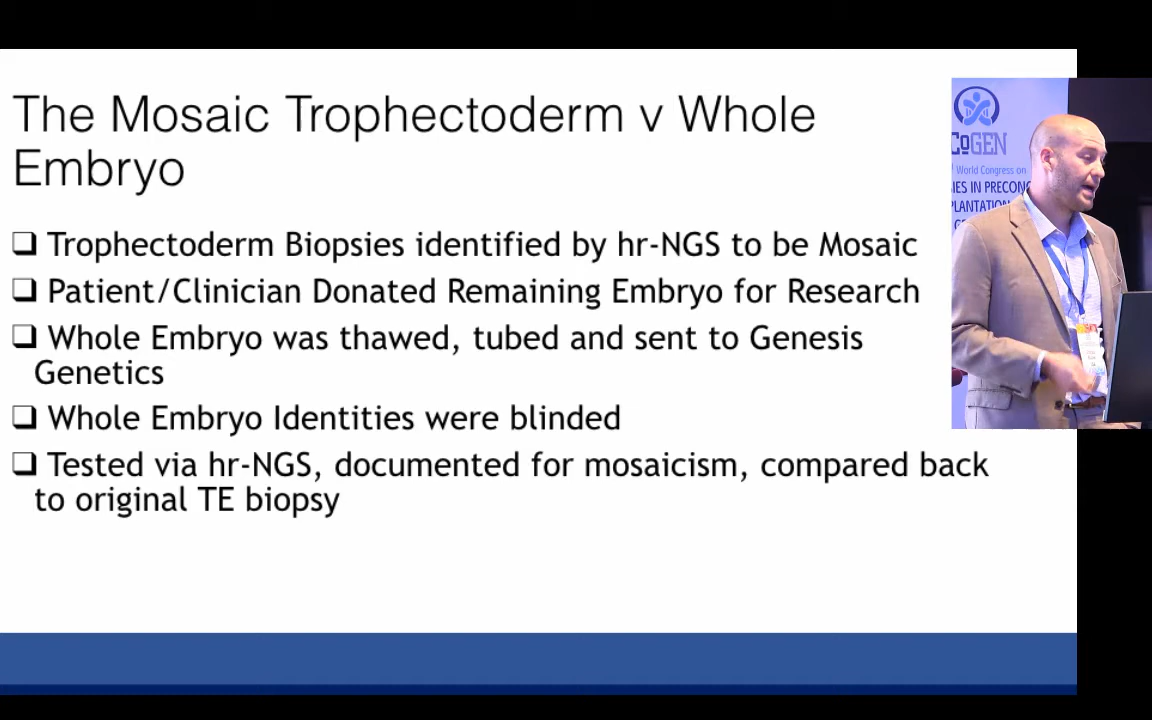 The Mosaic Trophectoderm v Whole
Embryo
❑ Trophectoderm Biopsies identified by hr-NGS to be Mosaic
❑ Patient/Clinician Donated Remaining Embryo for Research
❑ Whole Embryo was thawed, tubed and sent to Genesis
Genetics
❑ Whole Embryo Identities were blinded
❑ Tested via hr-NGS, documented for mosaicism, compared back
to original TE biopsy
CoGEN
World Congress on
IES IN PRECONC
PLANTATION